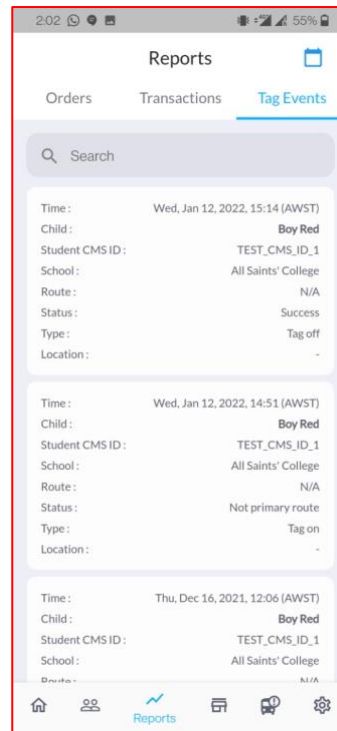 2:02 55%
Reports
Orders Transactions Tag Events
Search
Time : Wed, Jan 12, 2022, 15:14 (AWST)
Child : Boy Red
Student CMS ID : TEST_CMS_ID_1
School : All Saints' College
Route : N/A
Status : Success
Type : Tag off
Location : -
Time : Wed, Jan 12, 2022, 14:51 (AWST)
Child : Boy Red
Student CMS ID : TEST_CMS_ID_1
School : All Saints' College
Route : N/A
Status : Not primary route
Type : Tag on
Location : -
Time : Thu, Dec 16, 2021, 12:06 (AWST)
Child : Boy Red
Student CMS ID : TEST_CMS_ID_1
School : All Saints' College
Route : N/A
Reports